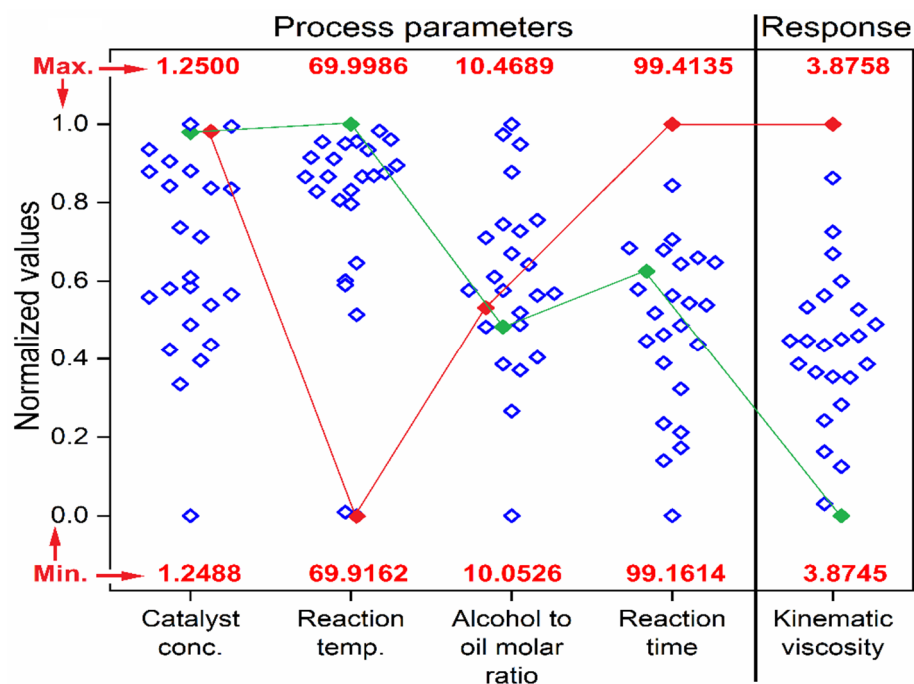 Process parameters Response
Max. 1.2500 69.9986 10.4689 99.4135 3.8758
1.0
0.8
0.6
0.4
0.2
0.0
Normalized values
Min. 1.2488 69.9162 10.0526 99.1614 3.8745
Catalyst conc.
Reaction temp.
Alcohol to oil molar ratio
Reaction time
Kinematic viscosity